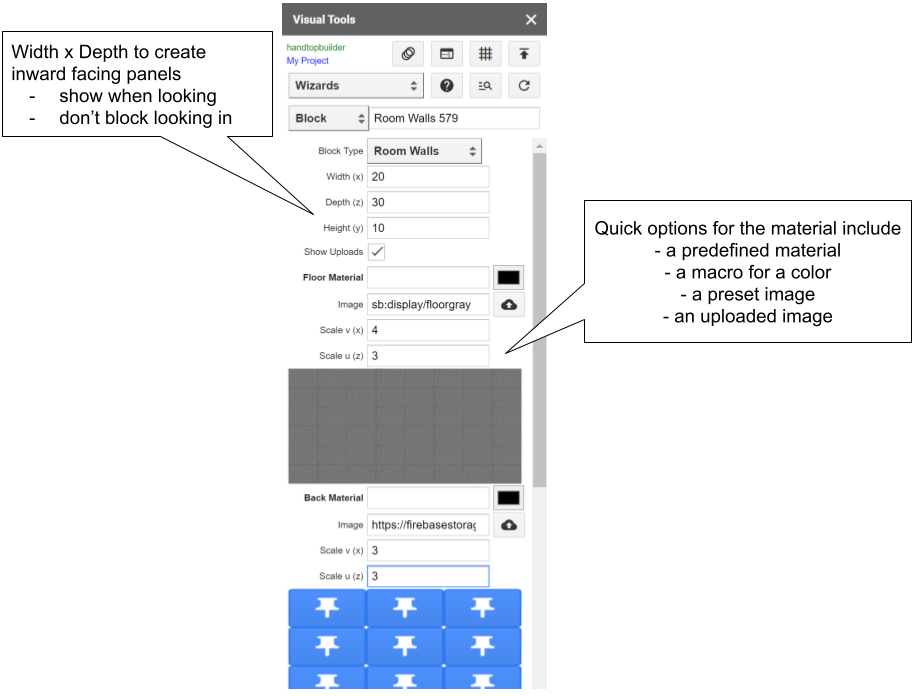 Visual Tools
Width x Depth to create
inward facing panels
- show when looking
- don't block looking in
handtopbuilder
My Project
Wizards
Block Room Walls 579
Block Type Room Walls
Width (x) 20
Depth (z) 30
Height (y) 10
Show Uploads
Floor Material
Image sb:display/floorgray
Scale v (x) 4
Scale u (z) 3
Quick options for the material include
- a predefined material
- a macro for a color
- a preset image
- an uploaded image
Back Material
Image https://firebasestorag
Scale v (x) 3
Scale u (z) 3